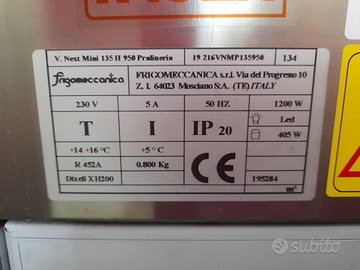 V. Next Mini 135 H 950 Pralineria
19 216VNMP135950
134
frigomeccanica
FRIGOMECCANICA s.r.l. Via del Progresso 10
Z. I. 64023 Mosciano S.A. (TE) ITALY
230 V
5 A
50 HZ
1200 W
T
I
IP 20
Led
405 W
+14 +16°C
+5°C
R 452A
0.800 Kg
CE
Dixell XH200
195284
m²
subito